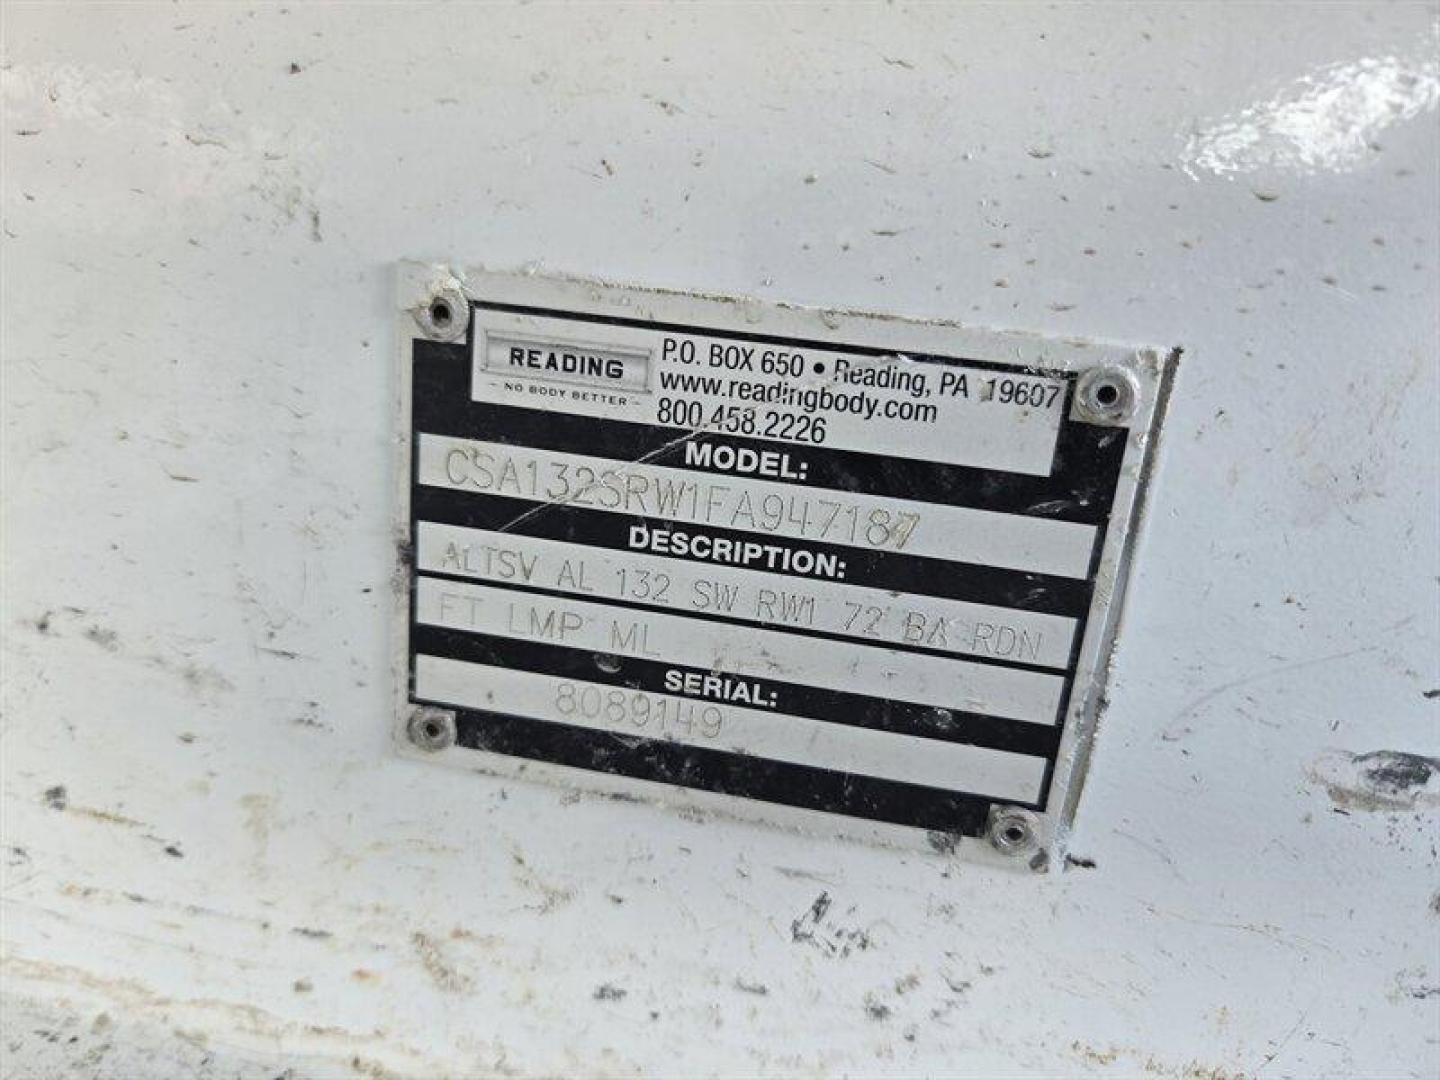 READING
NO BODY BETTER
P.O. BOX 650 • Reading, PA 19607
www.readingbody.com
800.458.2226
MODEL:
CSA132SRW1FA947187
DESCRIPTION:
ALTSV AL 132 SW RW1 72 BA RDN
FT LMP ML
SERIAL:
8089149